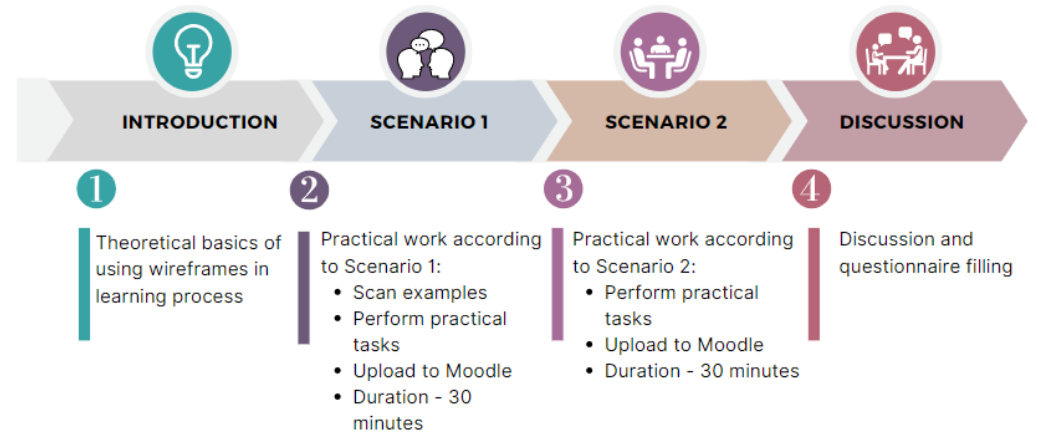 INTRODUCTION
SCENARIO 1
SCENARIO 2
DISCUSSION
1
Theoretical basics of
using wireframes in
learning process
2
Practical work according
to Scenario 1:
• Scan examples
• Perform practical
tasks
• Upload to Moodle
• Duration - 30
minutes
3
Practical work according
to Scenario 2:
• Perform practical
tasks
• Upload to Moodle
• Duration - 30 minutes
4
Discussion and
questionnaire filling